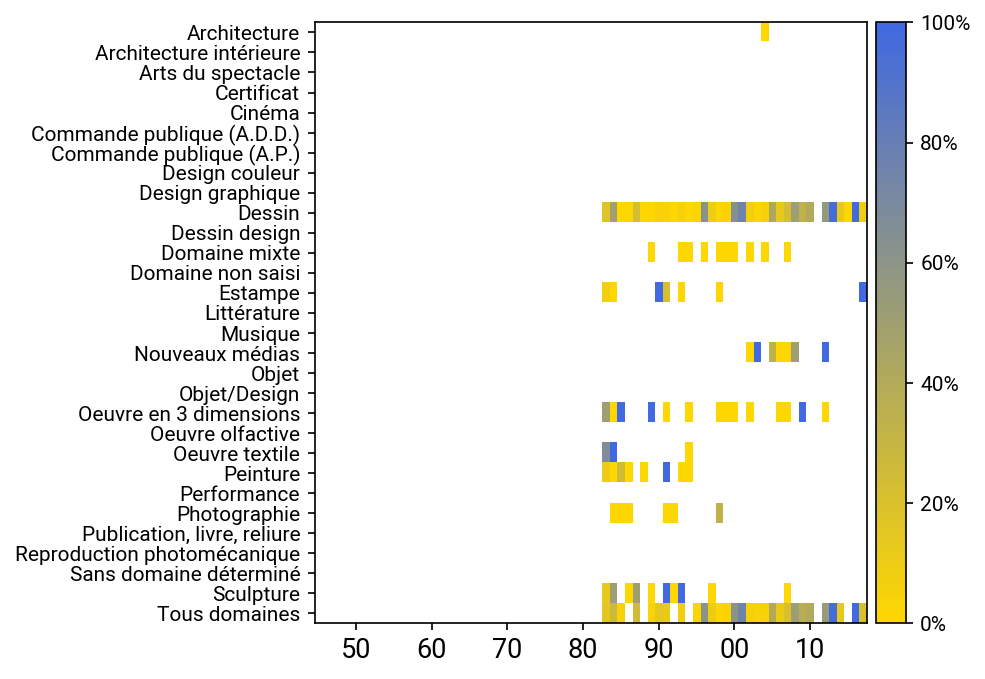 Architecture
Architecture intérieure
Arts du spectacle
Certificat
Cinéma
Commande publique (A.D.D.)
Commande publique (A.P.)
Design couleur
Design graphique
Dessin
Dessin design
Domaine mixte
Domaine non saisi
Estampe
Littérature
Musique
Nouveaux médias
Objet
Objet/Design
Oeuvre en 3 dimensions
Oeuvre olfactive
Oeuvre textile
Peinture
Performance
Photographie
Publication, livre, reliure
Reproduction photomécanique
Sans domaine déterminé
Sculpture
Tous domaines
50 60 70 80 90 00 10
100%
80%
60%
40%
20%
0%